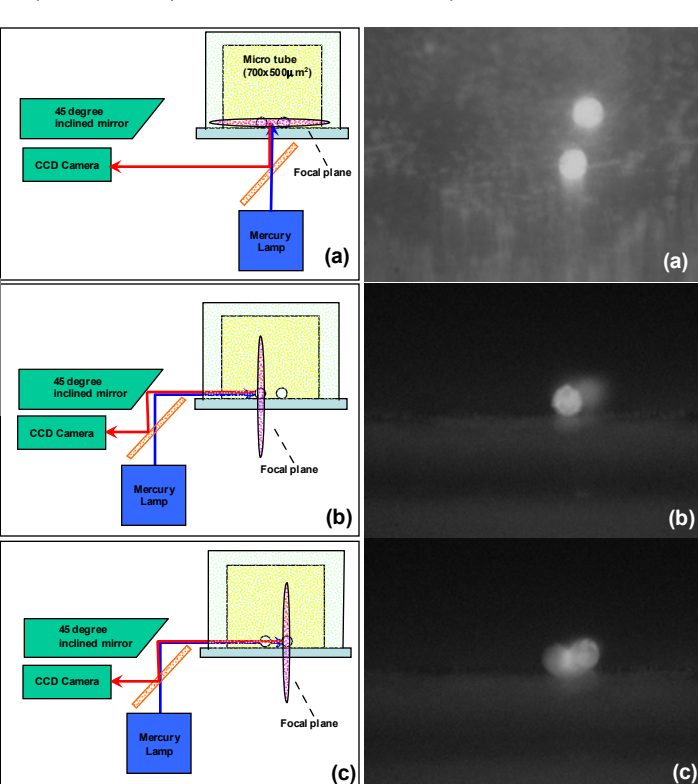 Micro tube
(700x500µm²)
45 degree
inclined mirror
CCD Camera
Focal plane
Mercury
Lamp
(a)
(a)
45 degree
inclined mirror
CCD Camera
Focal plane
Mercury
Lamp
(b)
(b)
45 degree
inclined mirror
CCD Camera
Focal plane
Mercury
Lamp
(c)
(c)